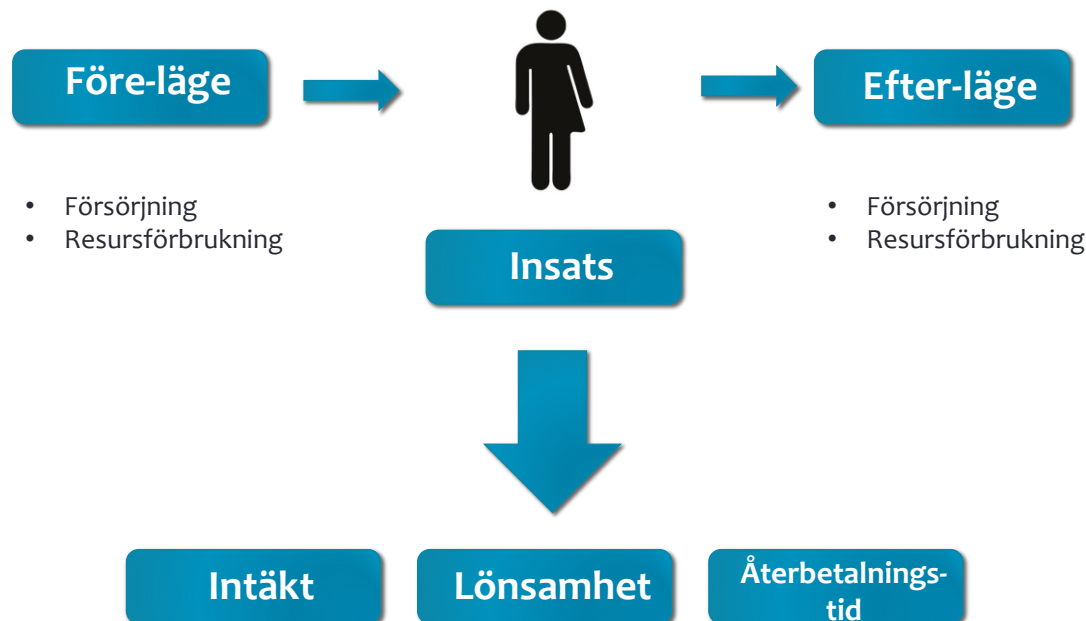 Före-läge
Efter-läge
• Försörjning
• Resursförbrukning
• Försörjning
• Resursförbrukning
Insats
Intäkt
Lönsamhet
Återbetalnings-
tid